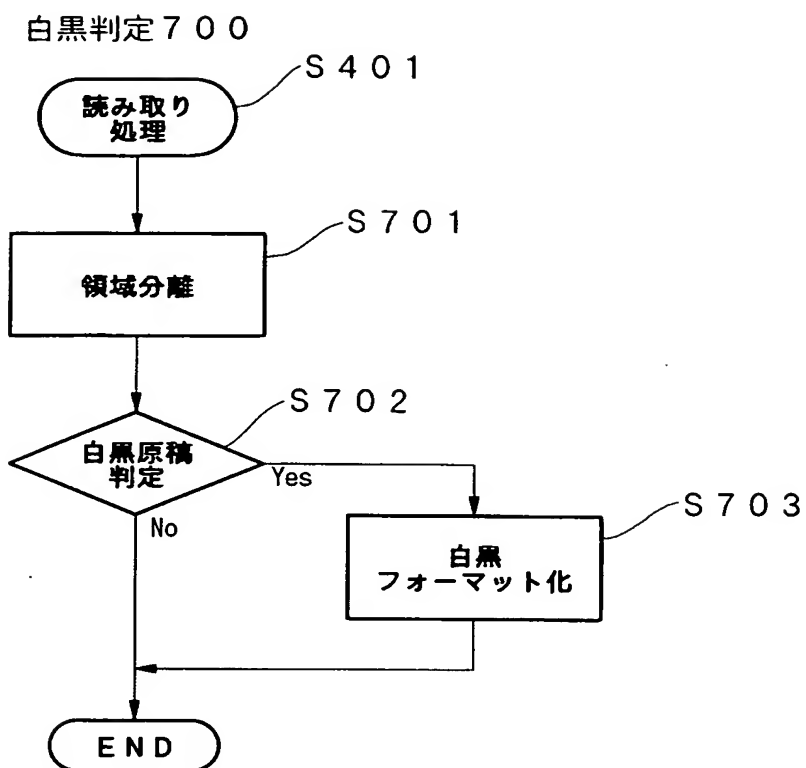 白黒判定７００
Ｓ４０１
読み取り
処理
Ｓ７０１
領域分離
Ｓ７０２
白黒原稿
判定
Yes
No
Ｓ７０３
白黒
フォーマット化
ＥＮＤ